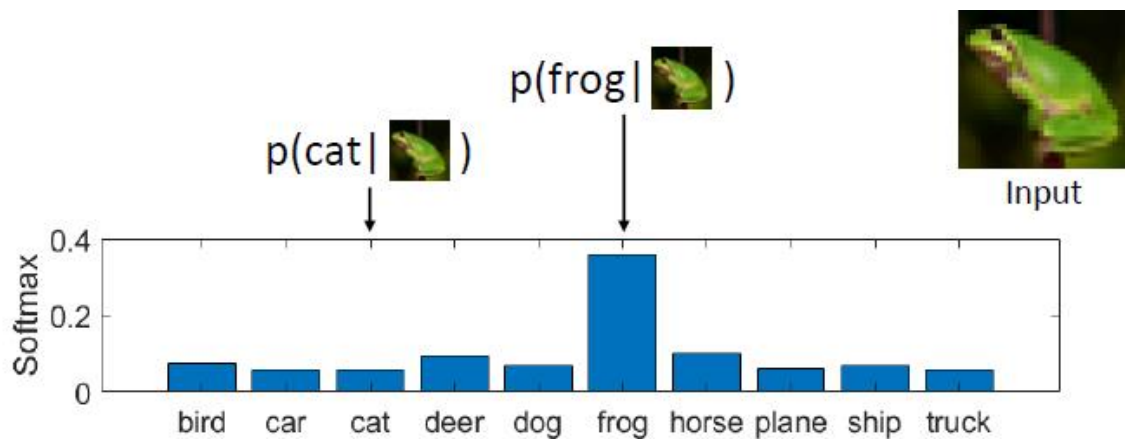 p(frog| )
p(cat| )
Input
Softmax
0.4
0.2
0
bird car cat deer dog frog horse plane ship truck